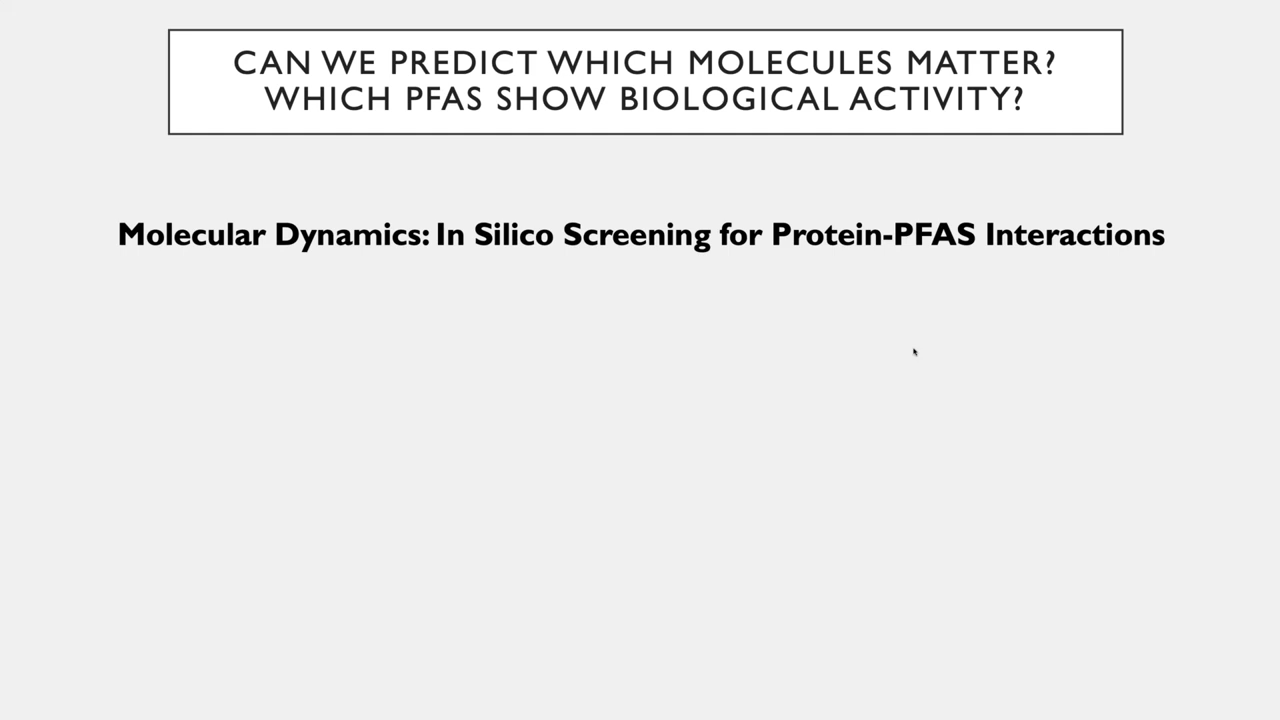 CAN WE PREDICT WHICH MOLECULES MATTER?
WHICH PFAS SHOW BIOLOGICAL ACTIVITY?
Molecular Dynamics: In Silico Screening for Protein-PFAS Interactions